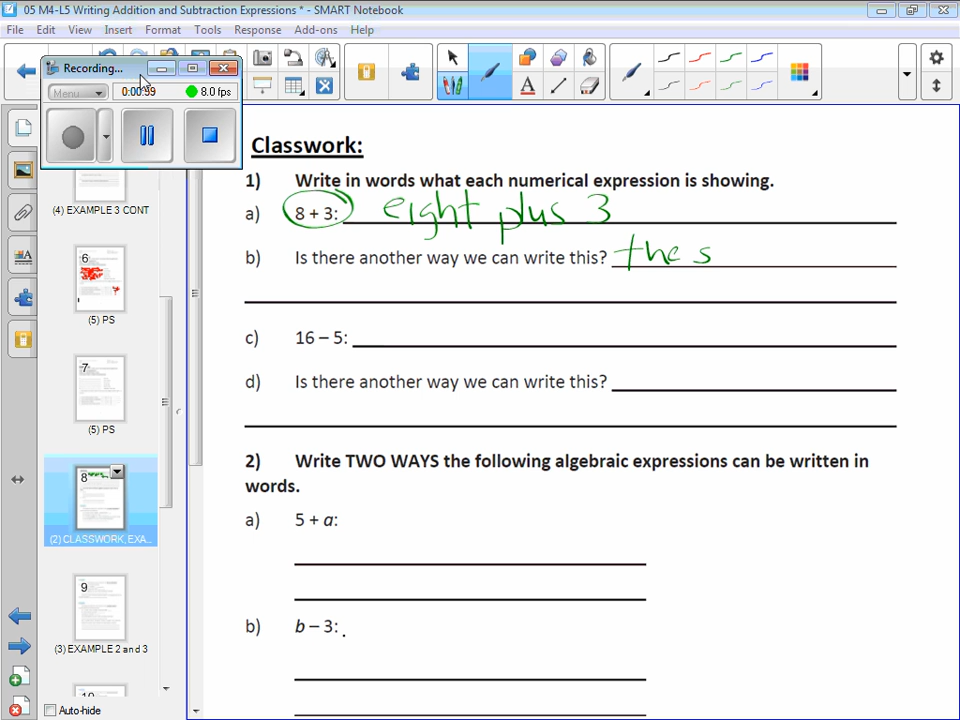 05 M4-L5 Writing Addition and Subtraction Expressions * - SMART Notebook
File Edit View Insert Format Tools Response Add-ons Help
Recording...
Menu 0:00:39 8.0 fps
(4) EXAMPLE 3 CONT
6
(5) PS
7
(5) PS
8
(2) CLASSWORK, EXA...
9
(3) EXAMPLE 2 and 3
10
Auto-hide
Classwork:
1) Write in words what each numerical expression is showing.
a) 8 + 3: eight plus 3
b) Is there another way we can write this? the s
c) 16 – 5:
d) Is there another way we can write this?
2) Write TWO WAYS the following algebraic expressions can be written in
words.
a) 5 + a:
b) b – 3: